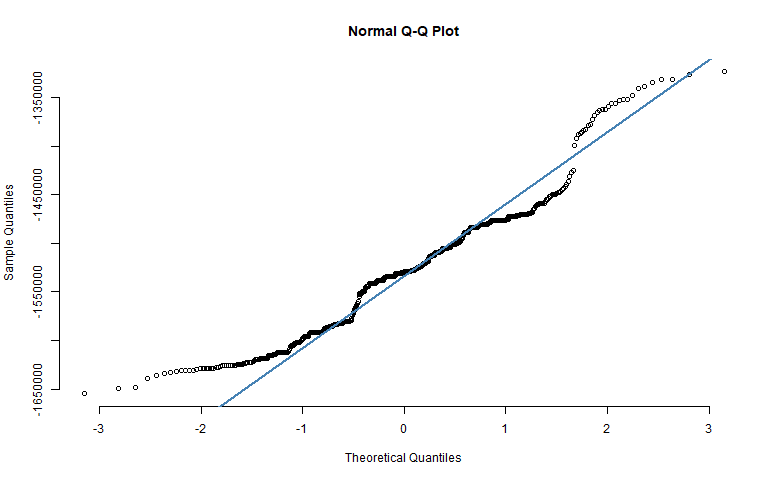 Normal Q-Q Plot
Sample Quantiles
-1350000
-1450000
-1550000
-1650000
-3 -2 -1 0 1 2 3
Theoretical Quantiles